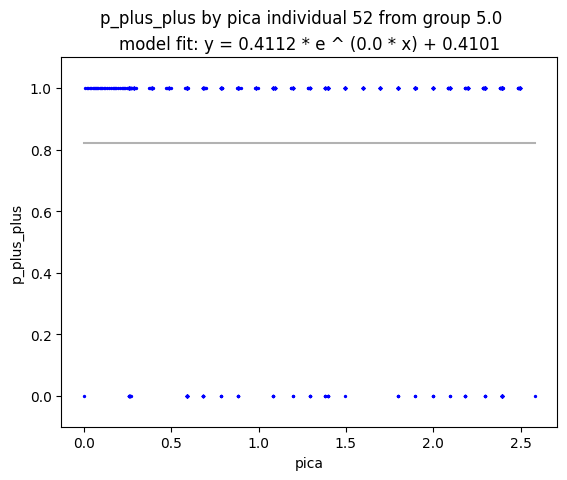 p_plus_plus by pica individual 52 from group 5.0
model fit: y = 0.4112 * e ^ (0.0 * x) + 0.4101
1.0
0.8
0.6
0.4
0.2
0.0
p_plus_plus
0.0 0.5 1.0 1.5 2.0 2.5
pica